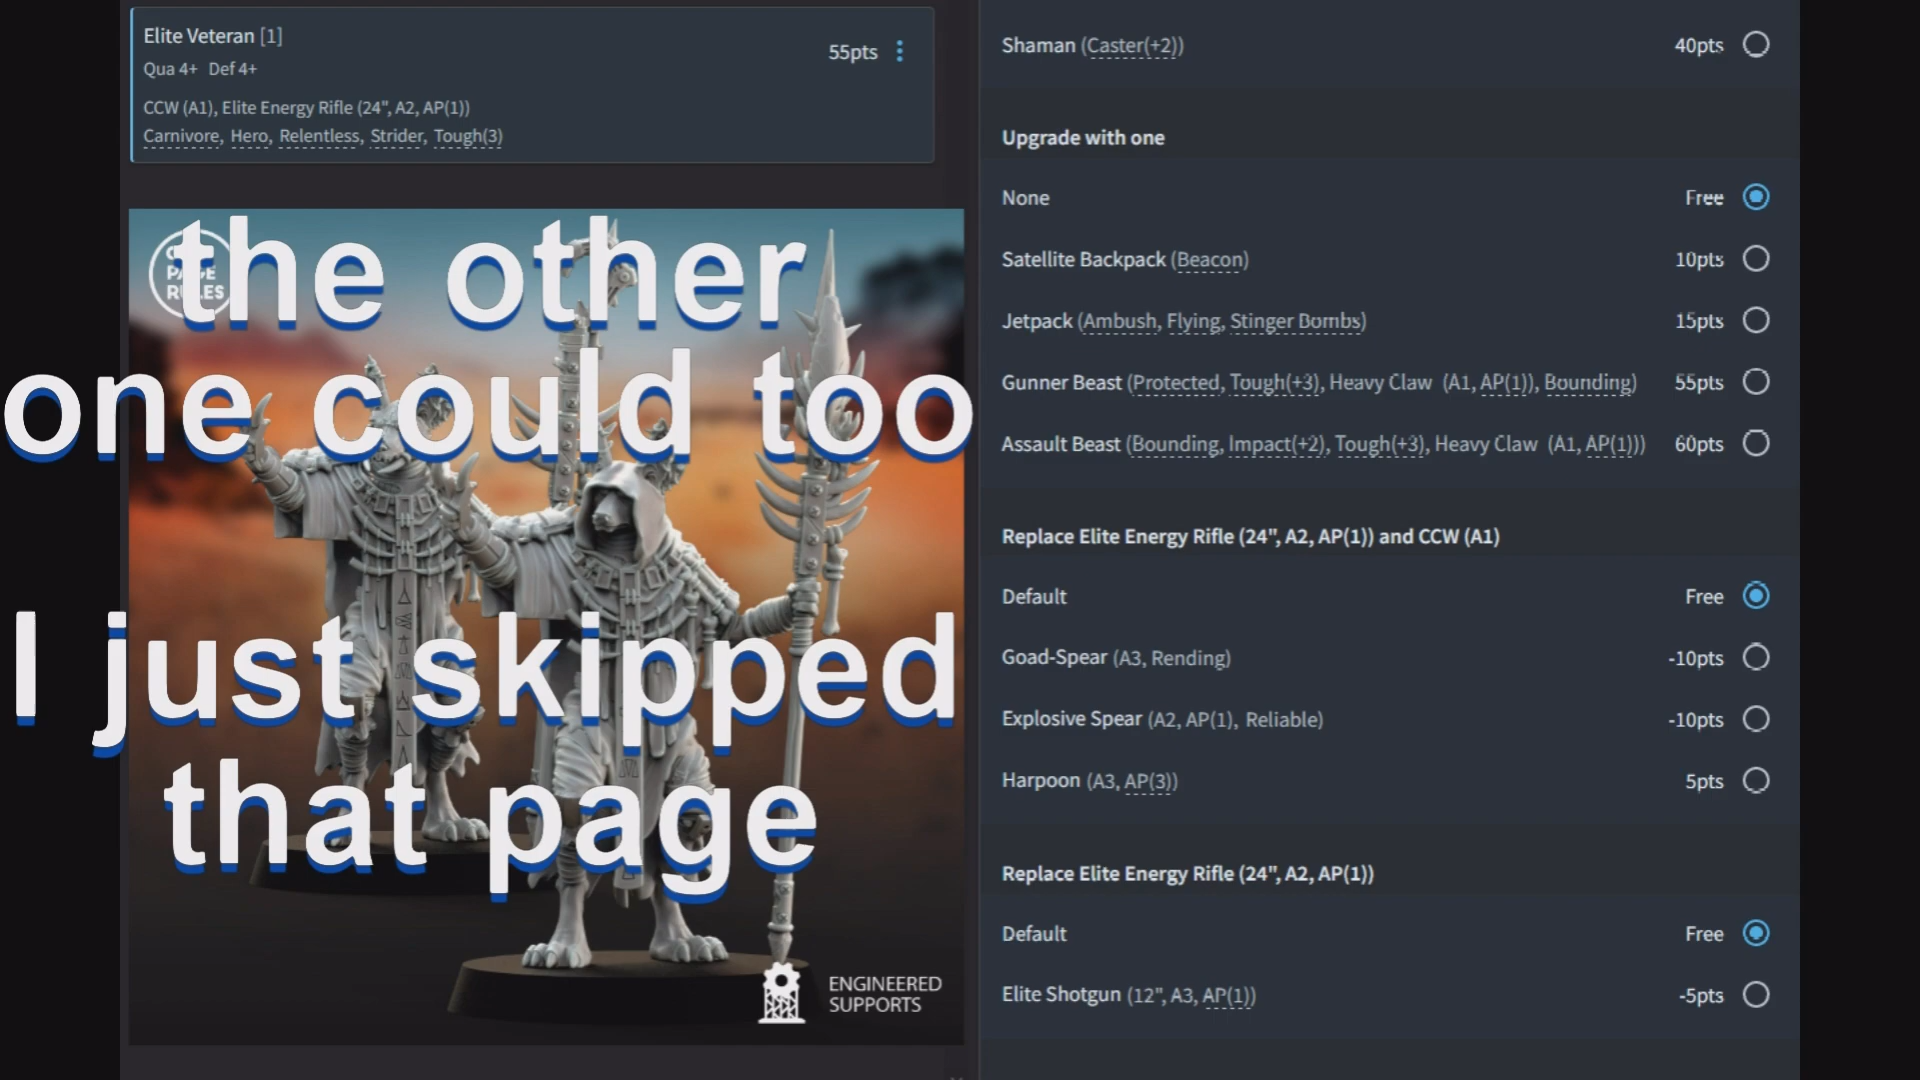 Elite Veteran [1]
55pts
Qua 4+ Def 4+
CCW (A1), Elite Energy Rifle (24", A2, AP(1))
Carnivore, Hero, Relentless, Strider, Tough(3)
the other
one could too
I just skipped
that page
PAGE
RULES
ENGINEERED
SUPPORTS
Shaman (Caster(+2)) 40pts
Upgrade with one
None Free
Satellite Backpack (Beacon) 10pts
Jetpack (Ambush, Flying, Stinger Bombs) 15pts
Gunner Beast (Protected, Tough(+3), Heavy Claw (A1, AP(1)), Bounding) 55pts
Assault Beast (Bounding, Impact(+2), Tough(+3), Heavy Claw (A1, AP(1))) 60pts
Replace Elite Energy Rifle (24", A2, AP(1)) and CCW (A1)
Default Free
Goad-Spear (A3, Rending) -10pts
Explosive Spear (A2, AP(1), Reliable) -10pts
Harpoon (A3, AP(3)) 5pts
Replace Elite Energy Rifle (24", A2, AP(1))
Default Free
Elite Shotgun (12", A3, AP(1)) -5pts